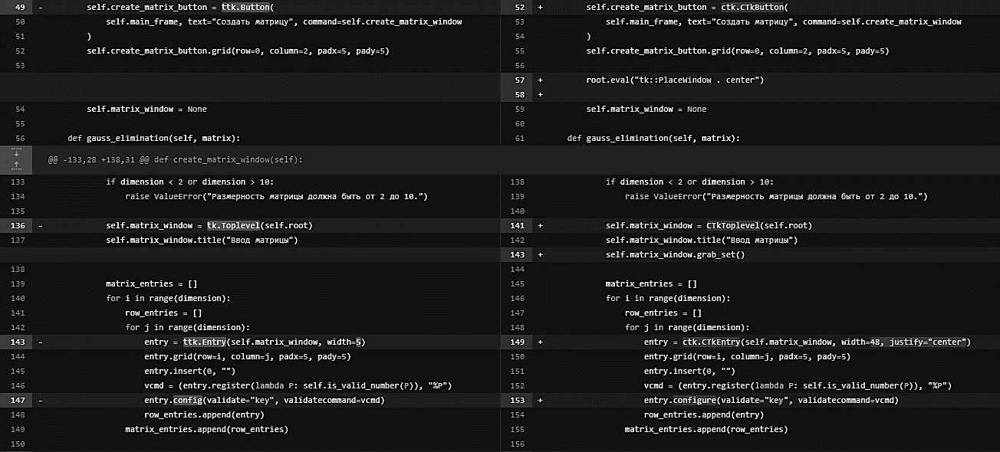 49 - self.create_matrix_button = ttk.Button(
50 self.main_frame, text="Создать матрицу", command=self.create_matrix_window
51 )
52 self.create_matrix_button.grid(row=0, column=2, padx=5, pady=5)
53
54 self.matrix_window = None
55
56 def gauss_elimination(self, matrix):
@@ -133,28 +138,31 @@ def create_matrix_window(self):
133 if dimension < 2 or dimension > 10:
134 raise ValueError("Размерность матрицы должна быть от 2 до 10.")
135
136 - self.matrix_window = tk.Toplevel(self.root)
137 self.matrix_window.title("Ввод матрицы")
138
139 matrix_entries = []
140 for i in range(dimension):
141 row_entries = []
142 for j in range(dimension):
143 - entry = ttk.Entry(self.matrix_window, width=5)
144 entry.grid(row=i, column=j, padx=5, pady=5)
145 entry.insert(0, "")
146 vcmd = (entry.register(lambda P: self.is_valid_number(P)), "%P")
147 - entry.config(validate="key", validatecommand=vcmd)
148 row_entries.append(entry)
149 matrix_entries.append(row_entries)
150
52 + self.create_matrix_button = ctk.CTkButton(
53 self.main_frame, text="Создать матрицу", command=self.create_matrix_window
54 )
55 self.create_matrix_button.grid(row=0, column=2, padx=5, pady=5)
56
57 + root.eval("tk::PlaceWindow . center")
58 +
59 self.matrix_window = None
60
61 def gauss_elimination(self, matrix):
138 if dimension < 2 or dimension > 10:
139 raise ValueError("Размерность матрицы должна быть от 2 до 10.")
140
141 + self.matrix_window = CTkToplevel(self.root)
142 self.matrix_window.title("Ввод матрицы")
143 + self.matrix_window.grab_set()
144
145 matrix_entries = []
146 for i in range(dimension):
147 row_entries = []
148 for j in range(dimension):
149 + entry = ctk.CTkEntry(self.matrix_window, width=48, justify="center")
150 entry.grid(row=i, column=j, padx=5, pady=5)
151 entry.insert(0, "")
152 vcmd = (entry.register(lambda P: self.is_valid_number(P)), "%P")
153 + entry.configure(validate="key", validatecommand=vcmd)
154 row_entries.append(entry)
155 matrix_entries.append(row_entries)
156